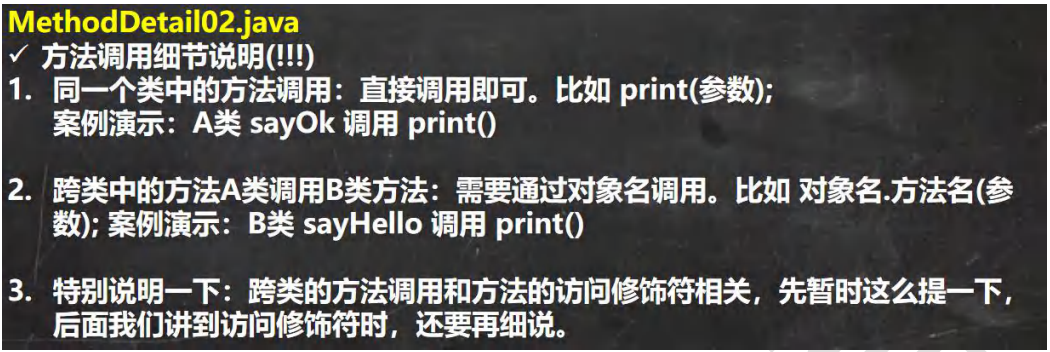 MethodDetail02.java
✓ 方法调用细节说明(!!!)
1. 同一个类中的方法调用：直接调用即可。比如 print(参数);
案例演示：A类 sayOk 调用 print()
2. 跨类中的方法A类调用B类方法：需要通过对象名调用。比如 对象名.方法名(参
数); 案例演示：B类 sayHello 调用 print()
3. 特别说明一下：跨类的方法调用和方法的访问修饰符相关，先暂时这么提一下，
后面我们讲到访问修饰符时，还要再细说。